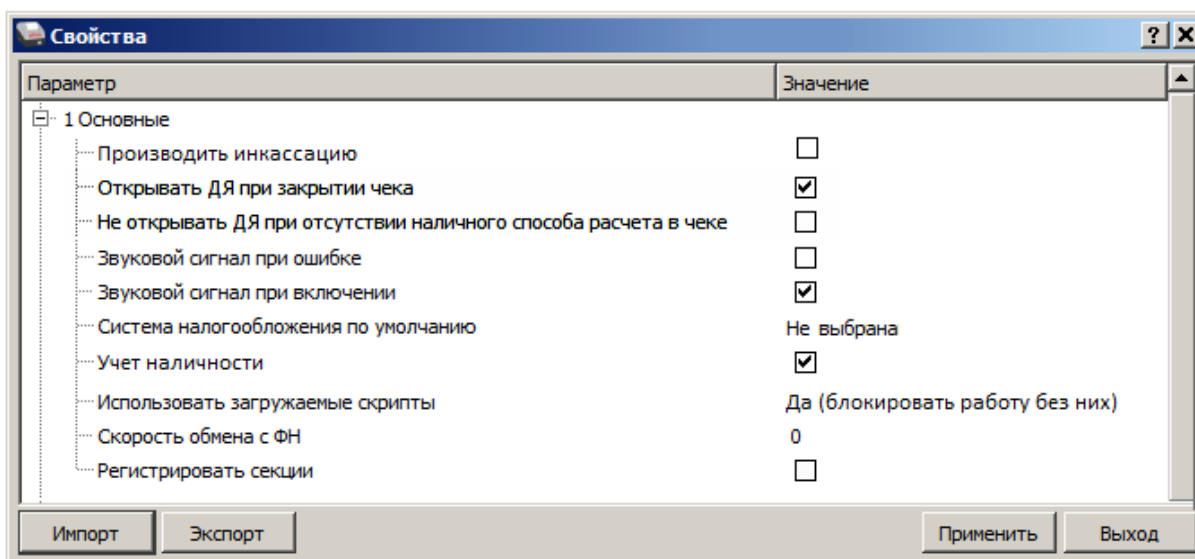 Свойства
Параметр Значение
1 Основные
Производить инкассацию
Открывать ДЯ при закрытии чека
Не открывать ДЯ при отсутствии наличного способа расчета в чеке
Звуковой сигнал при ошибке
Звуковой сигнал при включении
Система налогообложения по умолчанию Не выбрана
Учет наличности
Использовать загружаемые скрипты Да (блокировать работу без них)
Скорость обмена с ФН 0
Регистрировать секции
Импорт Экспорт Применить Выход